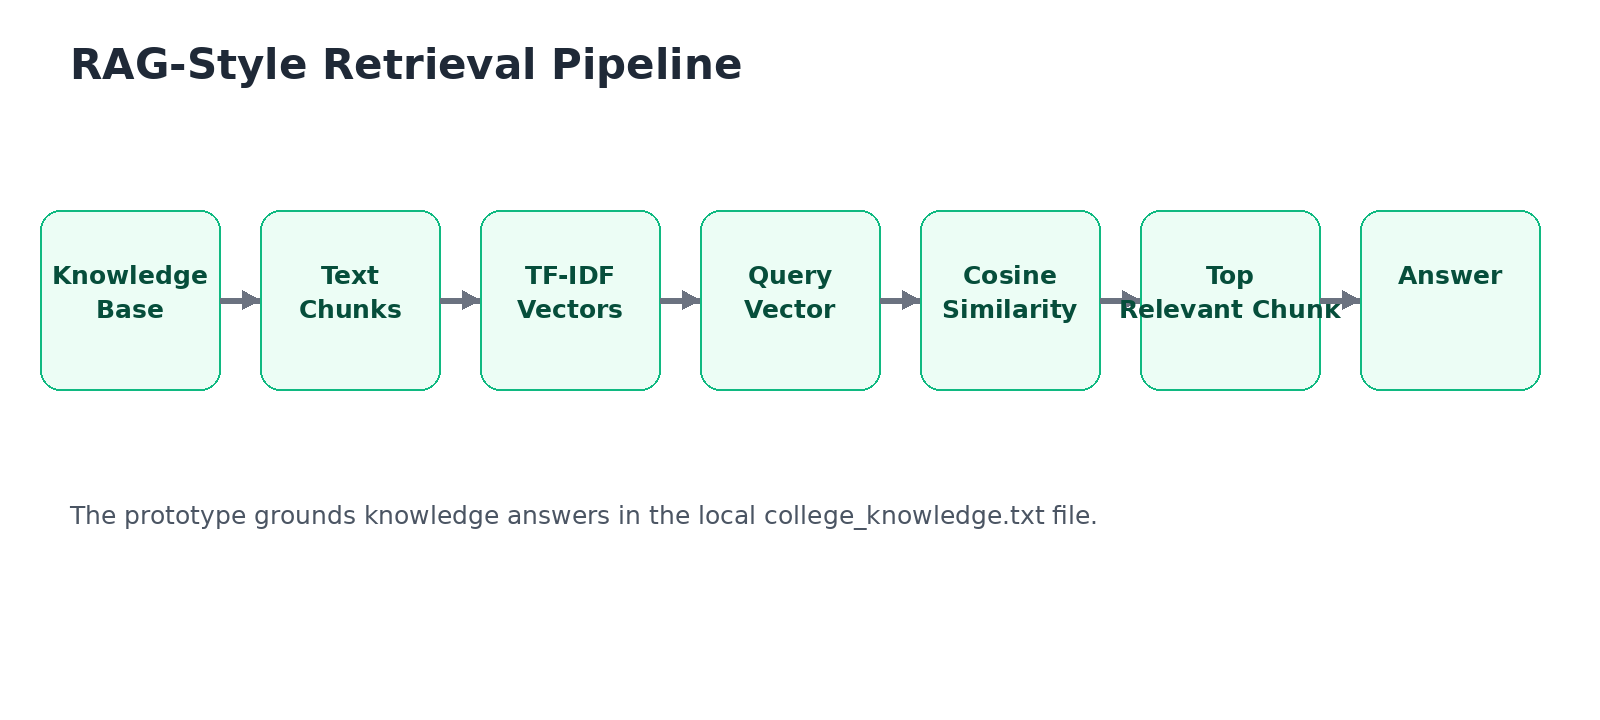 RAG-Style Retrieval Pipeline
Knowledge
Base
Text
Chunks
TF-IDF
Vectors
Query
Vector
Cosine
Similarity
Top
Relevant Chunk
Answer
The prototype grounds knowledge answers in the local college_knowledge.txt file.